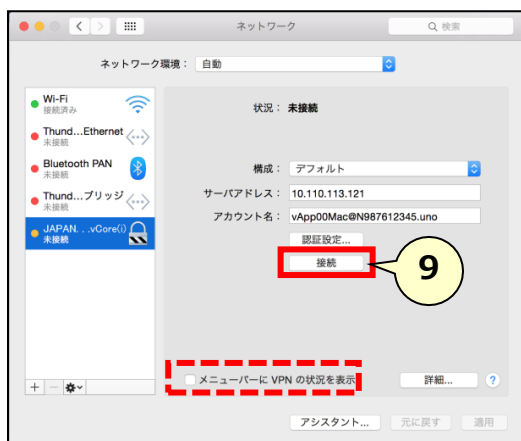 ネットワーク
検索
ネットワーク環境： 自動
Wi-Fi
接続済み
Thund...Ethernet
未接続
Bluetooth PAN
未接続
Thund...ブリッジ
未接続
JAPAN. . .vCore(i)
未接続
状況： 未接続
構成： デフォルト
サーバアドレス： 10.110.113.121
アカウント名： vApp00Mac@N987612345.uno
認証設定...
接続
9
メニューバーに VPN の状況を表示
詳細...
?
アシスタント...
元に戻す
適用